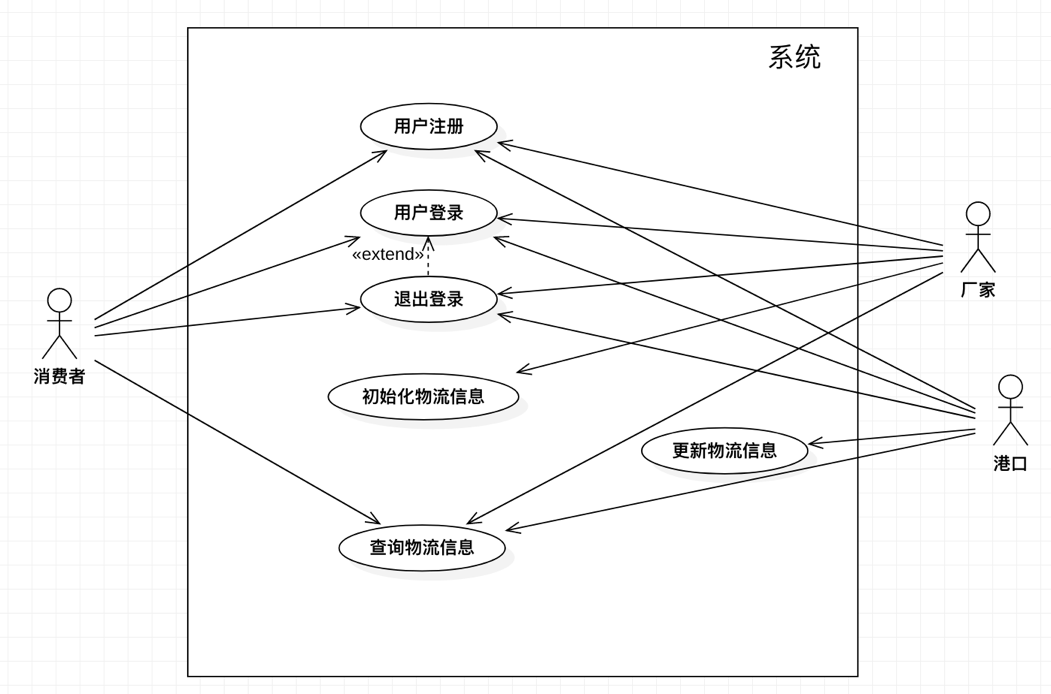 系统
用户注册
用户登录
«extend»
退出登录
厂家
消费者
初始化物流信息
更新物流信息
港口
查询物流信息